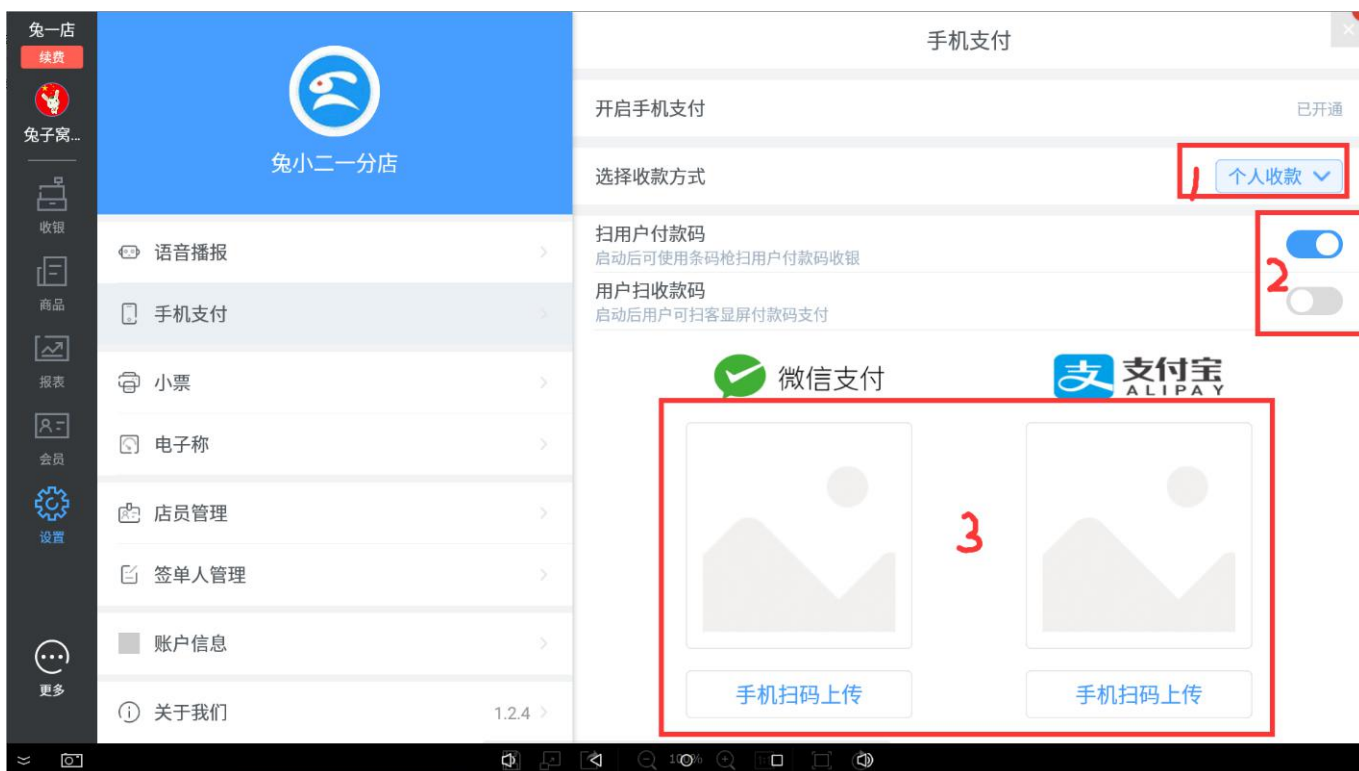 兔一店
续费
兔子窝...
收银
商品
报表
会员
设置
更多
兔小二一分店
语音播报
手机支付
小票
电子称
店员管理
签单人管理
账户信息
关于我们 1.2.4
手机支付
开启手机支付 已开通
选择收款方式 1 个人收款
扫用户付款码
启动后可使用条码枪扫用户付款码收银
2
用户扫收款码
启动后用户可扫客显屏付款码支付
微信支付 支付宝
ALIPAY
3
手机扫码上传 手机扫码上传
100%